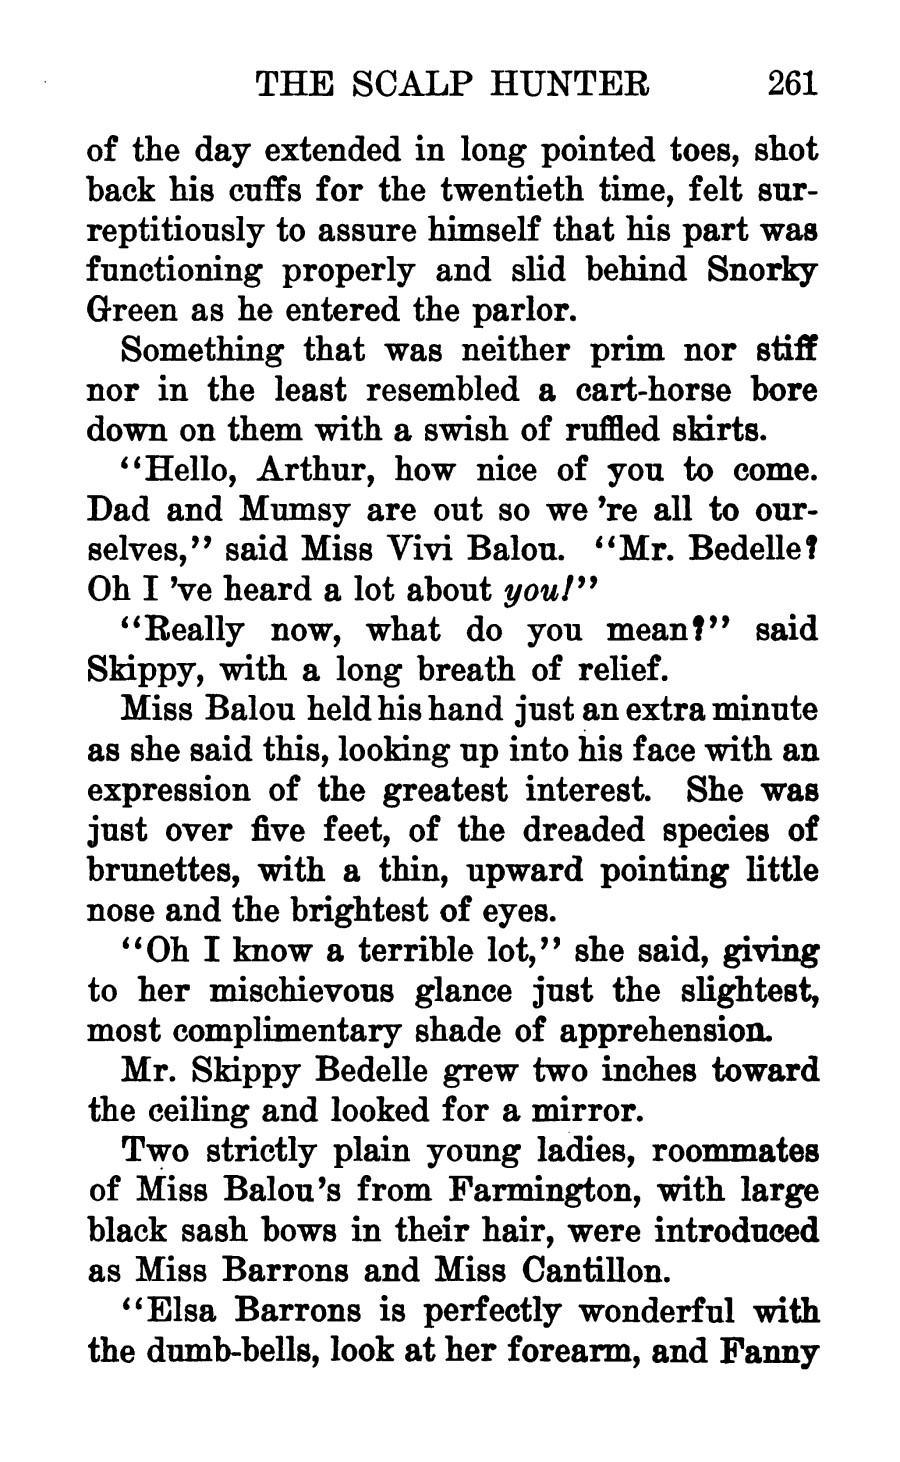 THE SCALP HUNTER 261
of the day extended in long pointed toes, shot
back his cuffs for the twentieth time, felt sur-
reptitiously to assure himself that his part was
functioning properly and slid behind Snorky
Green as he entered the parlor.
Something that was neither prim nor stiff
nor in the least resembled a cart-horse bore
down on them with a swish of ruffled skirts.
“Hello, Arthur, how nice of you to come.
Dad and Mumsy are out so we ’re all to our-
selves,” said Miss Vivi Balou. “Mr. Bedelle?
Oh I ’ve heard a lot about you!”
“Really now, what do you mean?” said
Skippy, with a long breath of relief.
Miss Balou held his hand just an extra minute
as she said this, looking up into his face with an
expression of the greatest interest. She was
just over five feet, of the dreaded species of
brunettes, with a thin, upward pointing little
nose and the brightest of eyes.
“Oh I know a terrible lot,” she said, giving
to her mischievous glance just the slightest,
most complimentary shade of apprehension.
Mr. Skippy Bedelle grew two inches toward
the ceiling and looked for a mirror.
Two strictly plain young ladies, roommates
of Miss Balou’s from Farmington, with large
black sash bows in their hair, were introduced
as Miss Barrons and Miss Cantillon.
“Elsa Barrons is perfectly wonderful with
the dumb-bells, look at her forearm, and Fanny